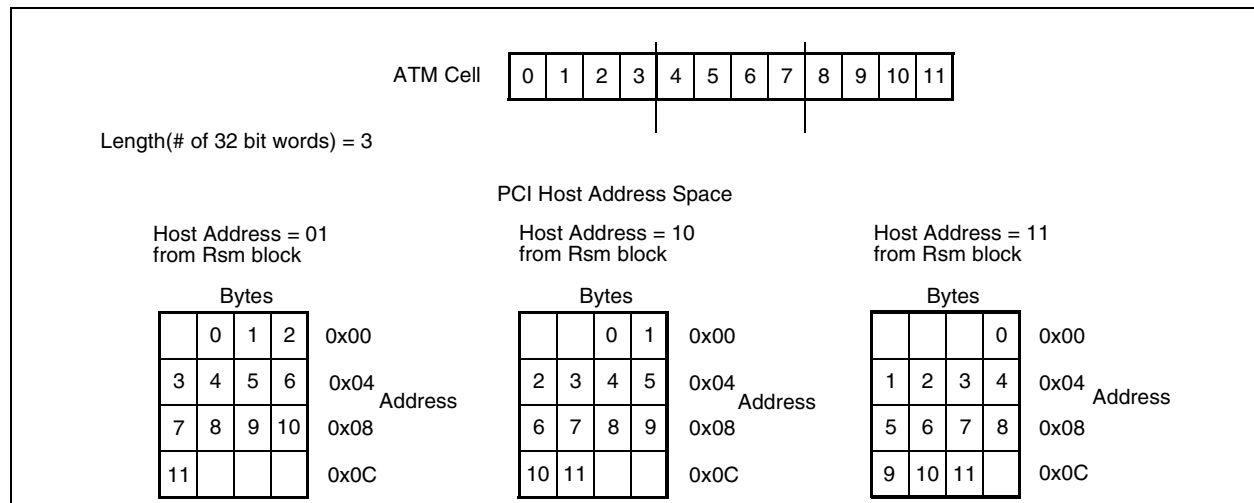 ATM Cell 0 1 2 3 4 5 6 7 8 9 10 11
Length(# of 32 bit words) = 3
PCI Host Address Space
Host Address = 01
from Rsm block
Bytes
0 1 2 0x00
3 4 5 6 0x04
Address
7 8 9 10 0x08
11 0x0C
Host Address = 10
from Rsm block
Bytes
0 1 0x00
2 3 4 5 0x04
Address
6 7 8 9 0x08
10 11 0x0C
Host Address = 11
from Rsm block
Bytes
0 0x00
1 2 3 4 0x04
Address
5 6 7 8 0x08
9 10 11 0x0C